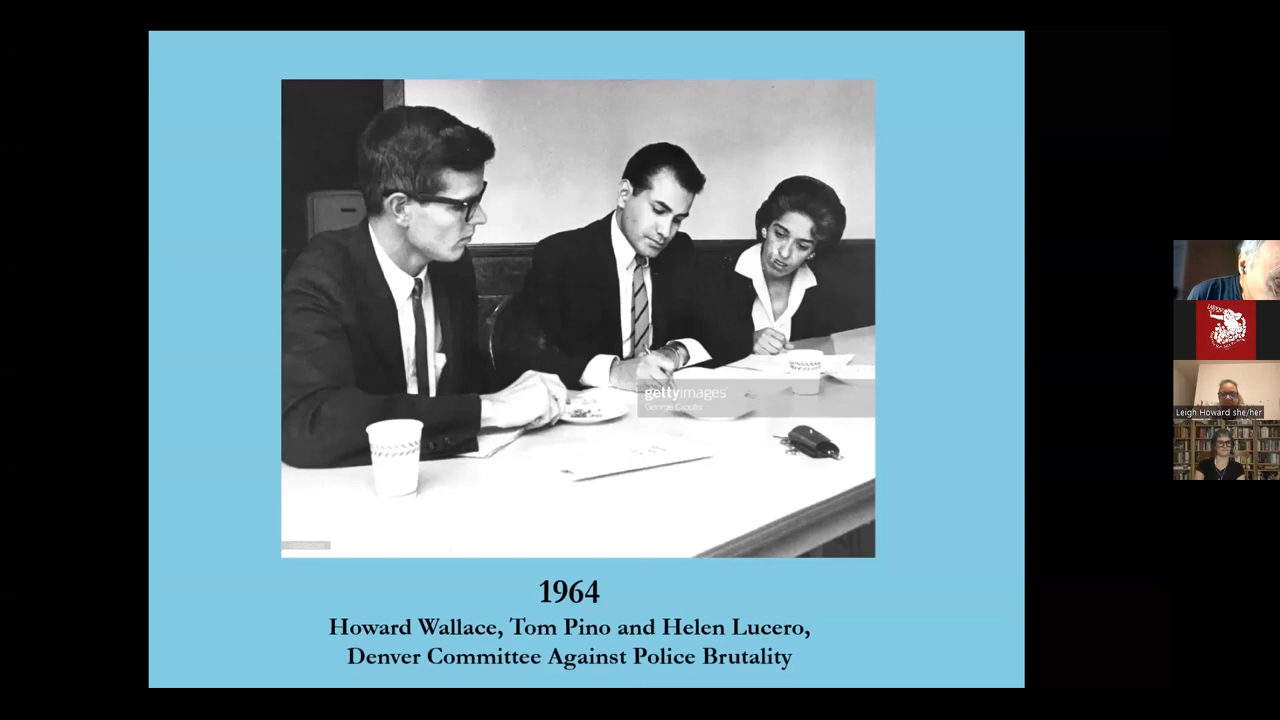 gettyimages
1964
Howard Wallace, Tom Pino and Helen Lucero,
Denver Committee Against Police Brutality
Leigh Howard she/her